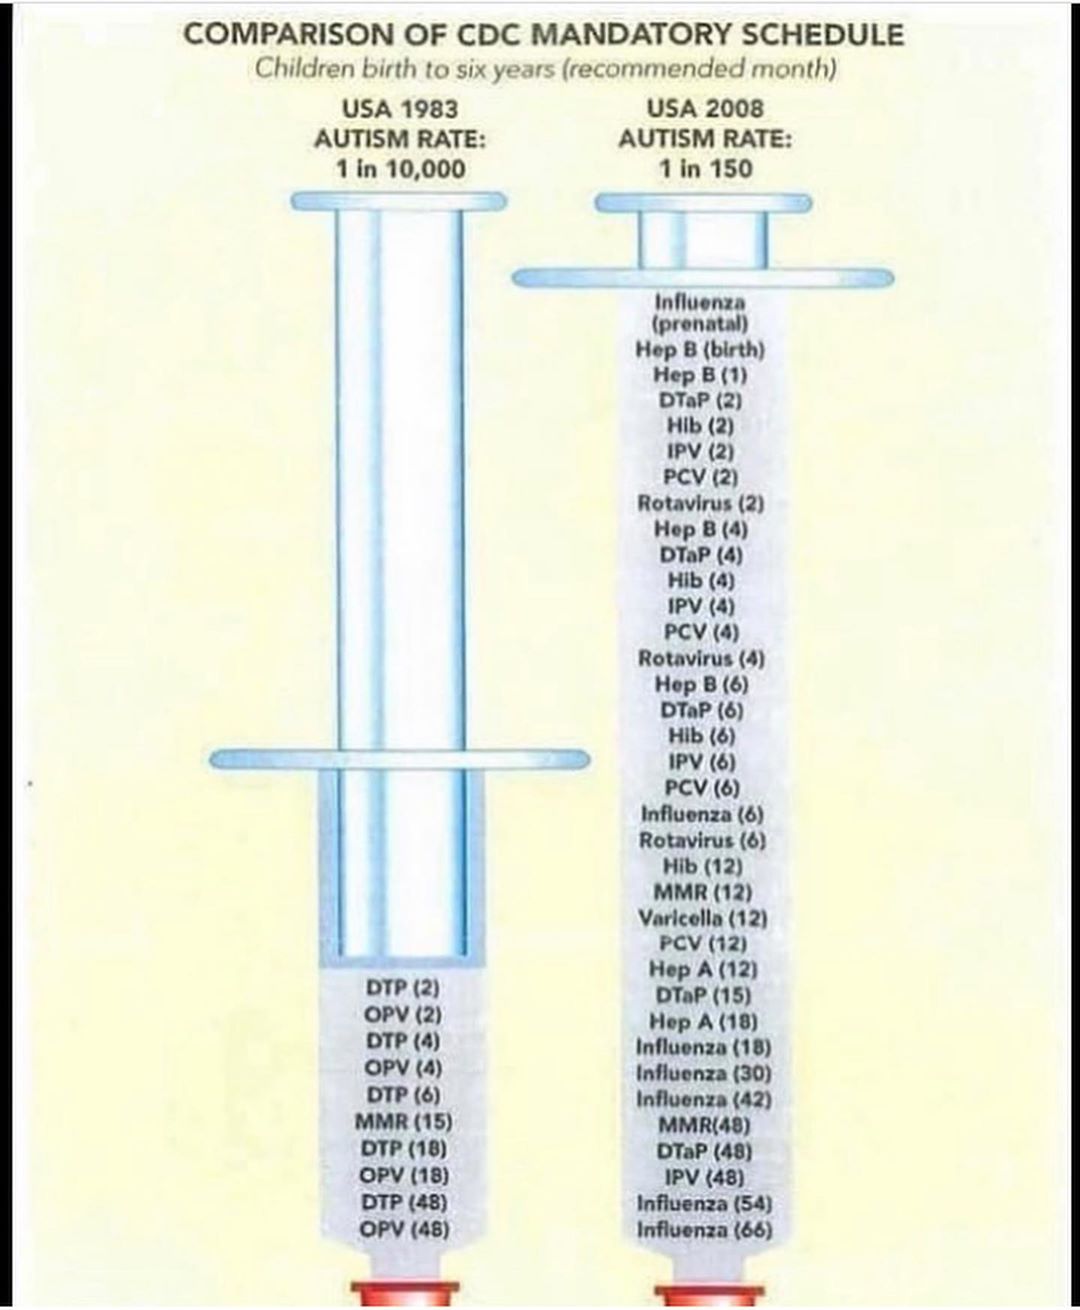 COMPARISON OF CDC MANDATORY SCHEDULE
Children birth to six years (recommended month)
USA 1983
AUTISM RATE:
1 in 10,000
DTP (2)
OPV (2)
DTP (4)
OPV (4)
DTP (6)
MMR (15)
DTP (18)
OPV (18)
DTP (48)
OPV (48)
USA 2008
AUTISM RATE:
1 in 150
Influenza
(prenatal)
Hep B (birth)
Hep B (1)
DTaP (2)
Hib (2)
IPV (2)
PCV (2)
Rotavirus (2)
Hep B (4)
DTaP (4)
Hib (4)
IPV (4)
PCV (4)
Rotavirus (4)
Hep B (6)
DTaP (6)
Hib (6)
IPV (6)
PCV (6)
Influenza (6)
Rotavirus (6)
Hib (12)
MMR (12)
Varicella (12)
PCV (12)
Hep A (12)
DTaP (15)
Hep A (18)
Influenza (18)
Influenza (30)
Influenza (42)
MMR(48)
DTaP (48)
IPV (48)
Influenza (54)
Influenza (66)